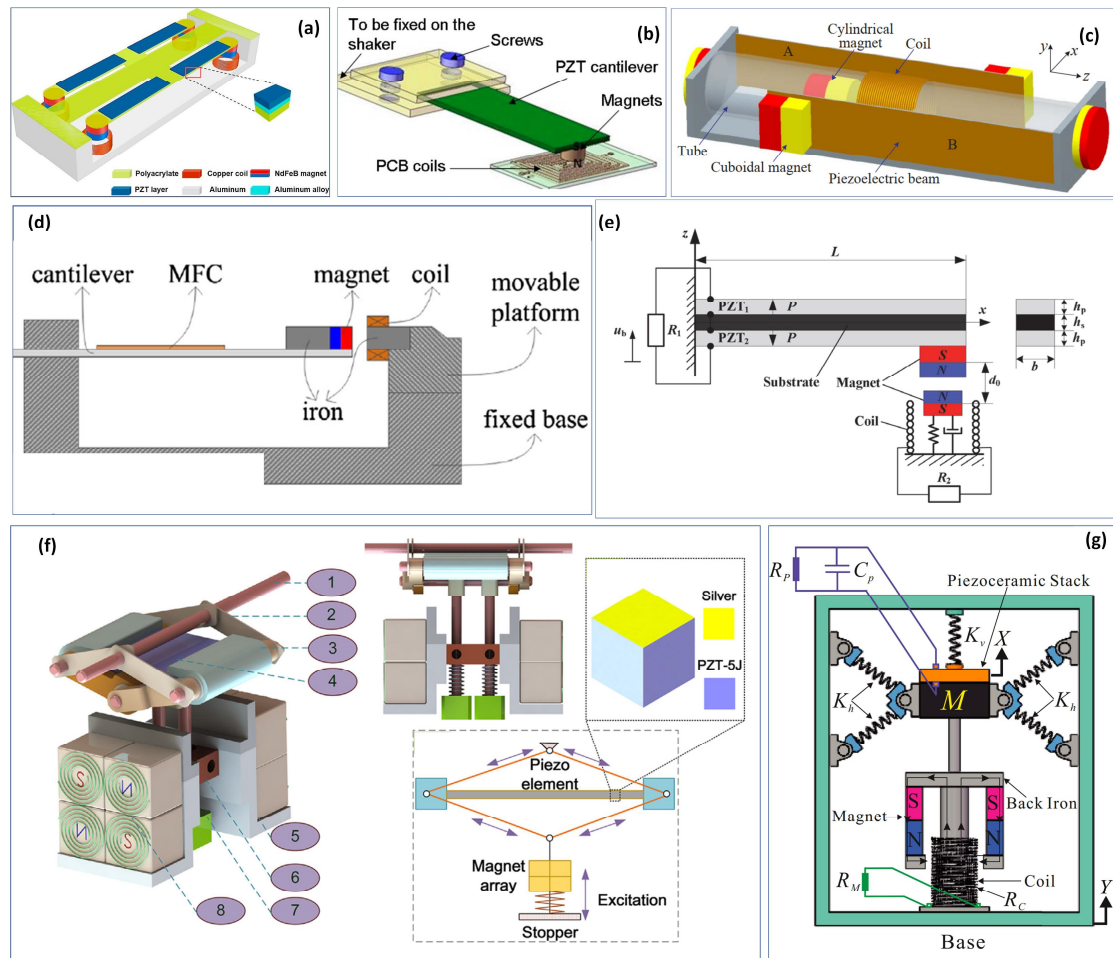 (a)
Polyacrylate
Copper coil
NdFeB magnet
PZT layer
Aluminum
Aluminum alloy
(b)
To be fixed on the
shaker
Screws
PZT cantilever
Magnets
N
PCB coils
(c)
A
Cylindrical
magnet
Coil
y
x
z
B
Tube
Cuboidal magnet
Piezoelectric beam
(d)
cantilever
MFC
magnet
coil
movable
platform
iron
fixed base
(e)
z
L
PZT₁
P
x
hₚ
hₛ
hₚ
R₁
u_b
PZT₂
P
Substrate
b
S
N
Magnet
d₀
N
S
Coil
R₂
(f)
1
2
3
4
5
6
7
8
S
N
N
S
Silver
PZT-5J
Piezo
element
Magnet
array
Excitation
Stopper
(g)
R_P
C_p
Piezoceramic Stack
K_v
X
M
K_h
K_h
Back Iron
S
S
Magnet
N
N
Coil
R_M
R_C
Y
Base